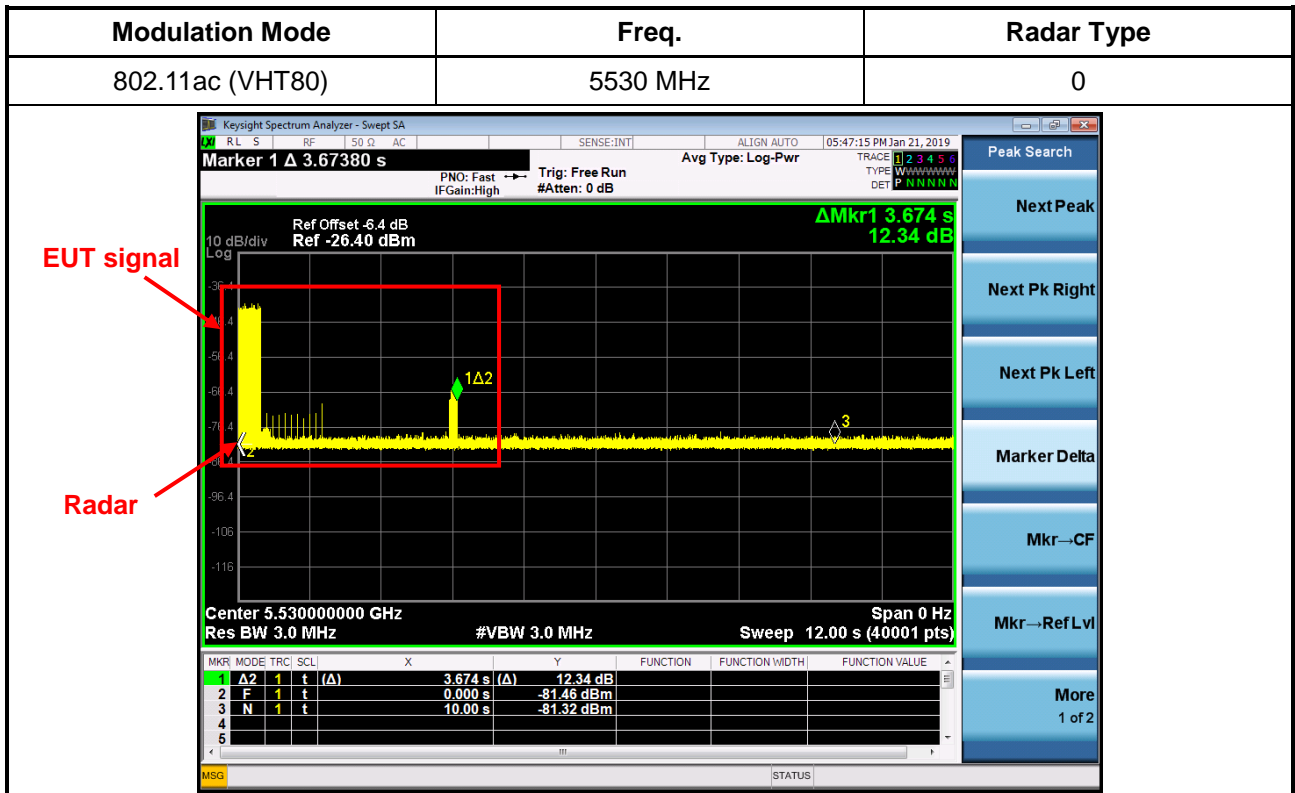 Modulation Mode Freq. Radar Type
802.11ac (VHT80) 5530 MHz 0
Keysight Spectrum Analyzer - Swept SA
LXI RL S RF 50 Ω AC SENSE:INT ALIGN AUTO 05:47:15 PM Jan 21, 2019
Marker 1 Δ 3.67380 s
PNO: Fast
IFGain:High
Trig: Free Run
#Atten: 0 dB
Avg Type: Log-Pwr
TRACE 1 2 3 4 5 6
TYPE WWWWWW
DET P N N N N N
Peak Search
Next Peak
Next Pk Right
Next Pk Left
Marker Delta
Mkr→CF
Mkr→Ref Lvl
More
1 of 2
ΔMkr1 3.674 s
12.34 dB
Ref Offset -6.4 dB
10 dB/div Ref -26.40 dBm
Log
EUT signal
Radar
-96.4
-106
-116
1Δ2
2
3
Center 5.530000000 GHz Span 0 Hz
Res BW 3.0 MHz #VBW 3.0 MHz Sweep 12.00 s (40001 pts)
MKR MODE TRC SCL X Y FUNCTION FUNCTION WIDTH FUNCTION VALUE
1 Δ2 1 t (Δ) 3.674 s (Δ) 12.34 dB
2 F 1 t 0.000 s -81.46 dBm
3 N 1 t 10.00 s -81.32 dBm
4
5
MSG STATUS